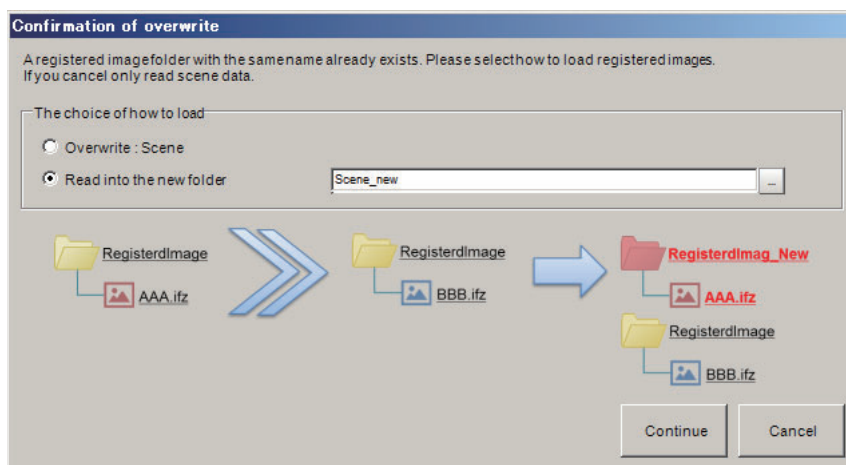 Confirmation of overwrite
A registered imagefolder with the samename already exists. Please selecthow to load registered images.
If you cancel only read scene data.
The choice of how to load
Overwrite : Scene
Read into the new folder Scene_new ...
RegisterdImage RegisterdImage RegisterdImag_New
AAA.ifz BBB.ifz AAA.ifz
RegisterdImage
BBB.ifz
Continue Cancel